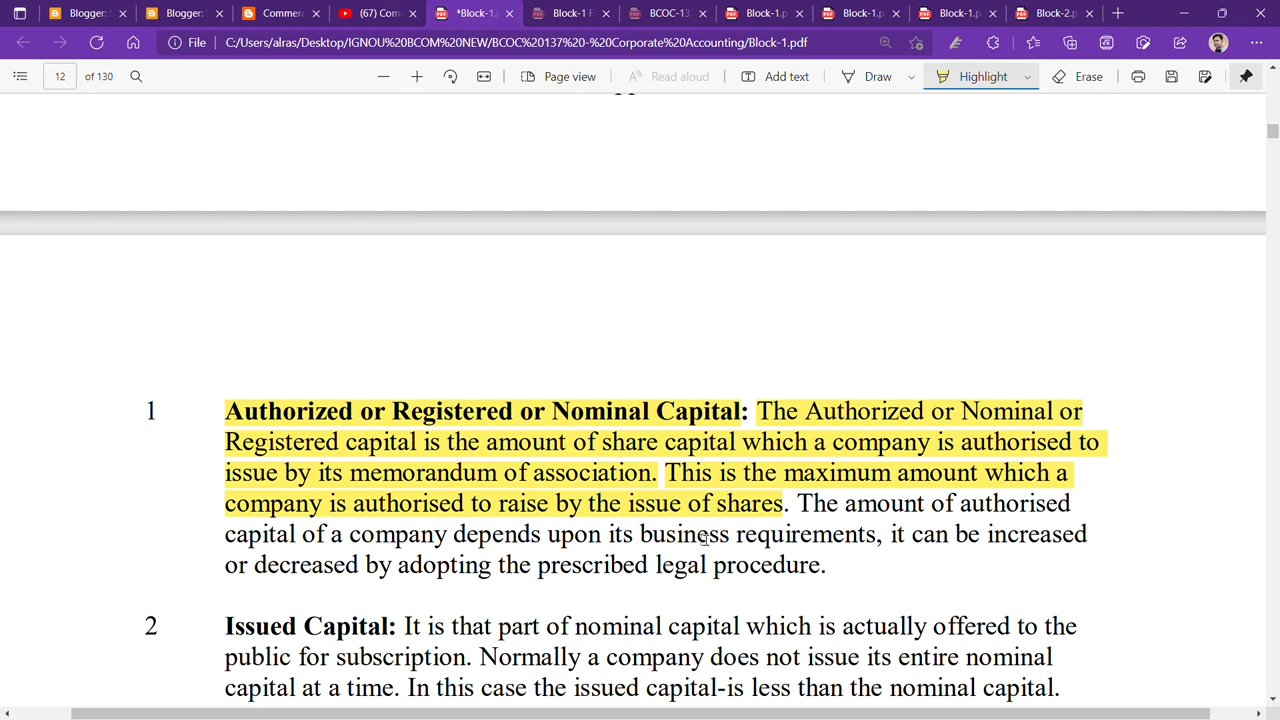 Blogger:
Blogger:
Commer
(67) Com
*Block-1.
Block-1 F
BCOC-13
Block-1.p
Block-1.p
Block-1.p
Block-2.p
File
C:/Users/alras/Desktop/IGNOU%20BCOM%20NEW/BCOC%20137%20-%20Corporate%20Accounting/Block-1.pdf
12 of 130
Page view
Read aloud
Add text
Draw
Highlight
Erase
1 Authorized or Registered or Nominal Capital: The Authorized or Nominal or
Registered capital is the amount of share capital which a company is authorised to
issue by its memorandum of association. This is the maximum amount which a
company is authorised to raise by the issue of shares. The amount of authorised
capital of a company depends upon its business requirements, it can be increased
or decreased by adopting the prescribed legal procedure.
2 Issued Capital: It is that part of nominal capital which is actually offered to the
public for subscription. Normally a company does not issue its entire nominal
capital at a time. In this case the issued capital-is less than the nominal capital.